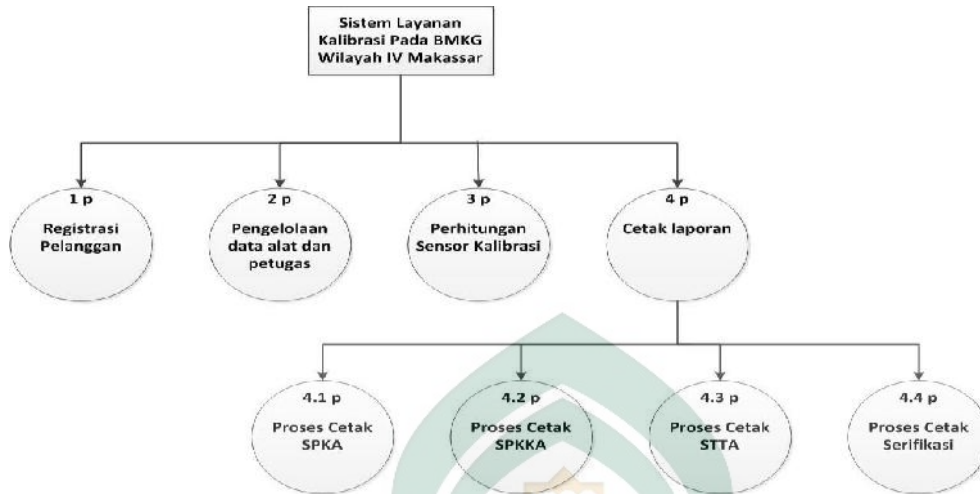 Sistem Layanan
Kalibrasi Pada BMKG
Wilayah IV Makassar
1 p
Registrasi
Pelanggan
2 p
Pengelolaan
data alat dan
petugas
3 p
Perhitungan
Sensor Kalibrasi
4 p
Cetak laporan
4.1 p
Proses Cetak
SPKA
4.2 p
Proses Cetak
SPKKA
4.3 p
Proses Cetak
STTA
4.4 p
Proses Cetak
Serifikasi